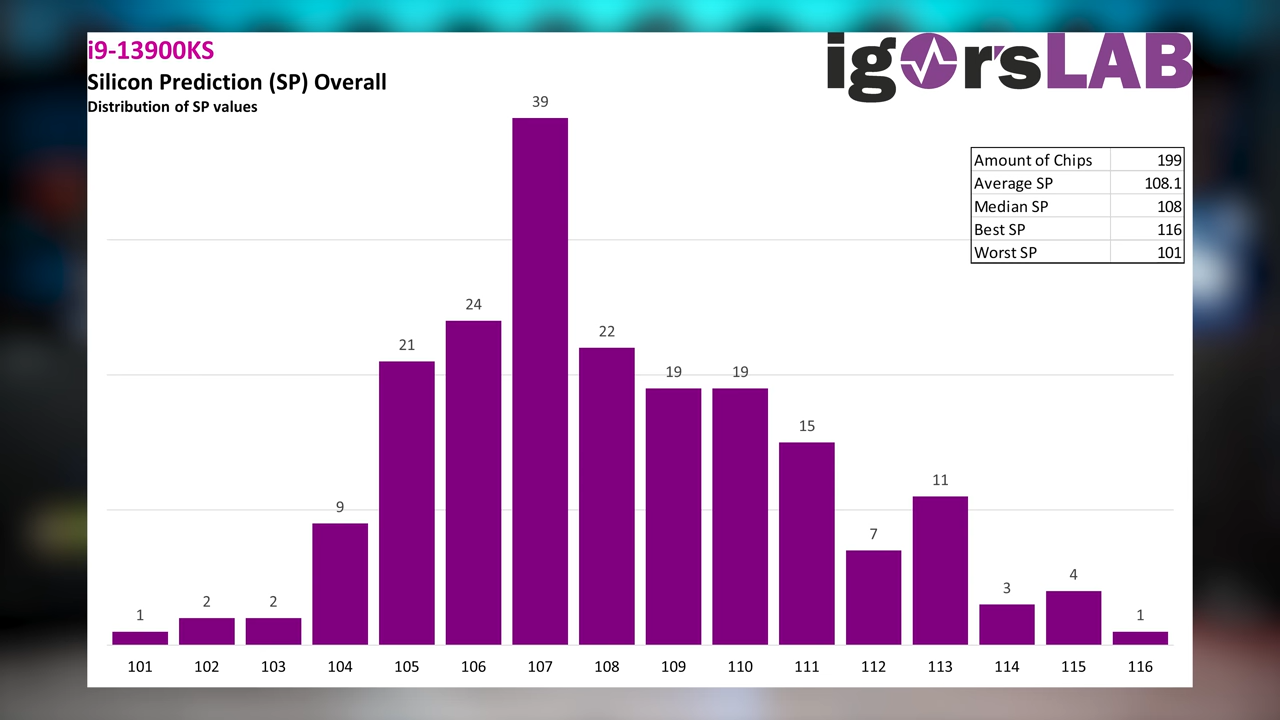 i9-13900KS
Silicon Prediction (SP) Overall
Distribution of SP values
igorsLAB
Amount of Chips 199
Average SP 108.1
Median SP 108
Best SP 116
Worst SP 101
1 2 2 9 21 24 39 22 19 19 15 7 11 3 4 1
101 102 103 104 105 106 107 108 109 110 111 112 113 114 115 116